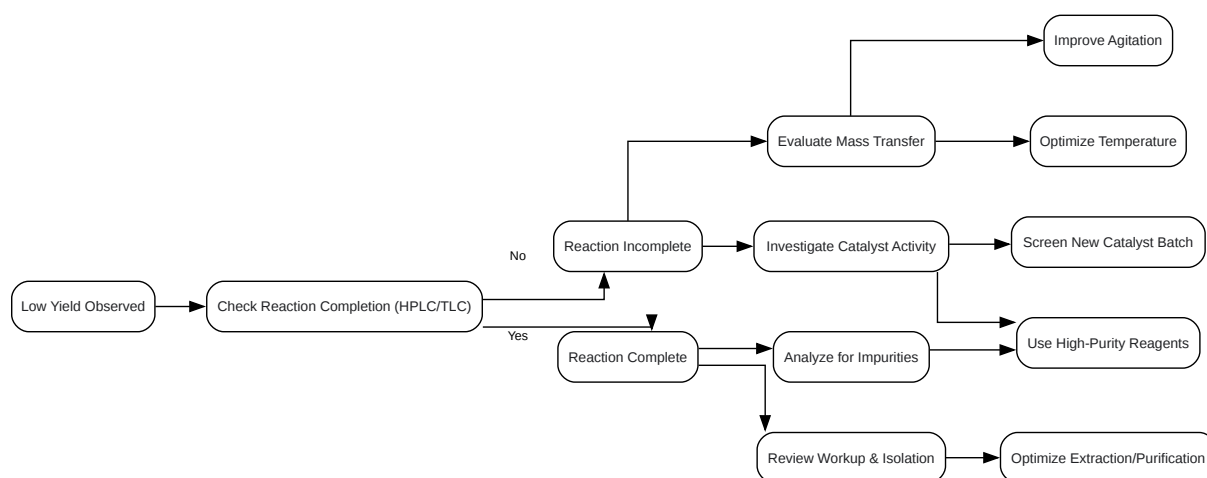 Improve Agitation
Evaluate Mass Transfer
Optimize Temperature
No
Reaction Incomplete
Investigate Catalyst Activity
Screen New Catalyst Batch
Low Yield Observed
Check Reaction Completion (HPLC/TLC)
Yes
Reaction Complete
Analyze for Impurities
Use High-Purity Reagents
Review Workup & Isolation
Optimize Extraction/Purification